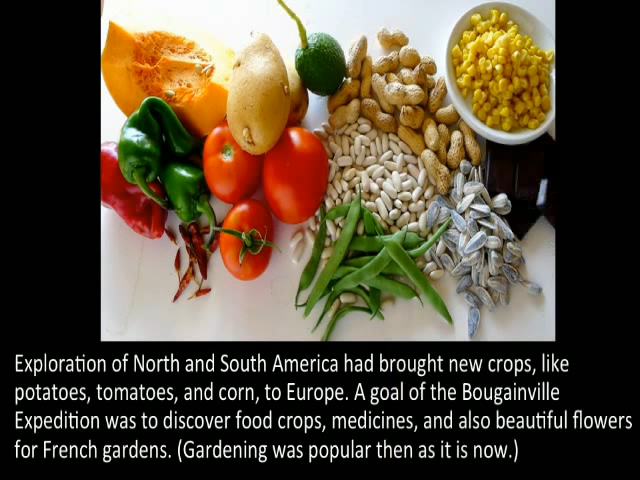 Exploration of North and South America had brought new crops, like
potatoes, tomatoes, and corn, to Europe. A goal of the Bougainville
Expedition was to discover food crops, medicines, and also beautiful flowers
for French gardens. (Gardening was popular then as it is now.)